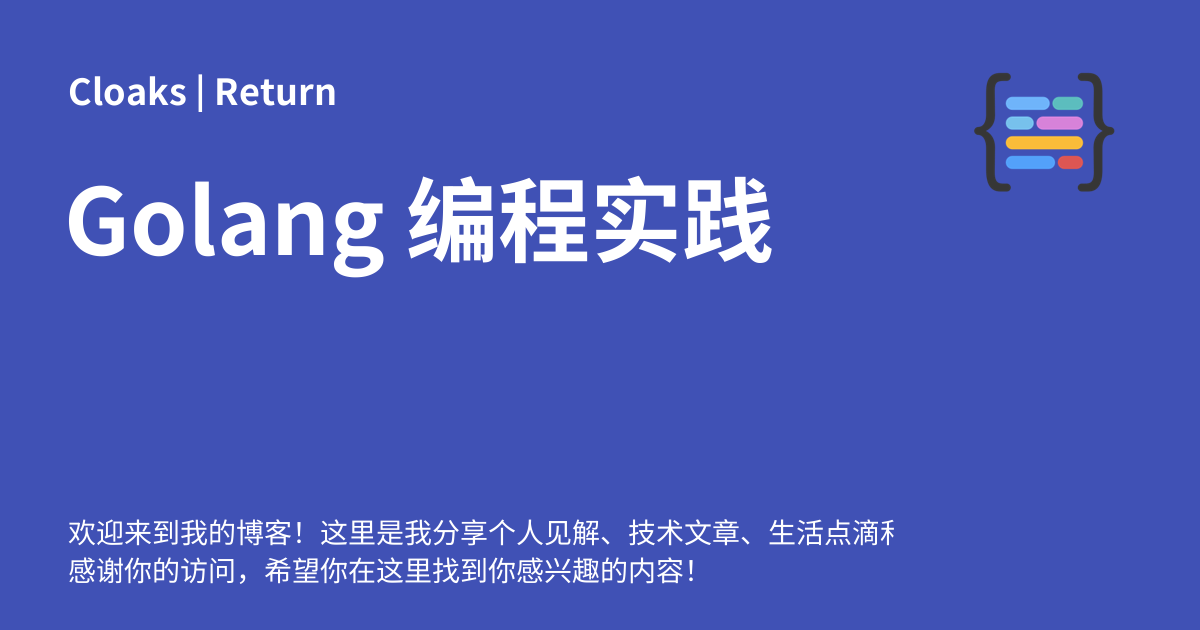 Cloaks | Return
Golang 编程实践
欢迎来到我的博客！这里是我分享个人见解、技术文章、生活点滴
感谢你的访问，希望你在这里找到你感兴趣的内容！